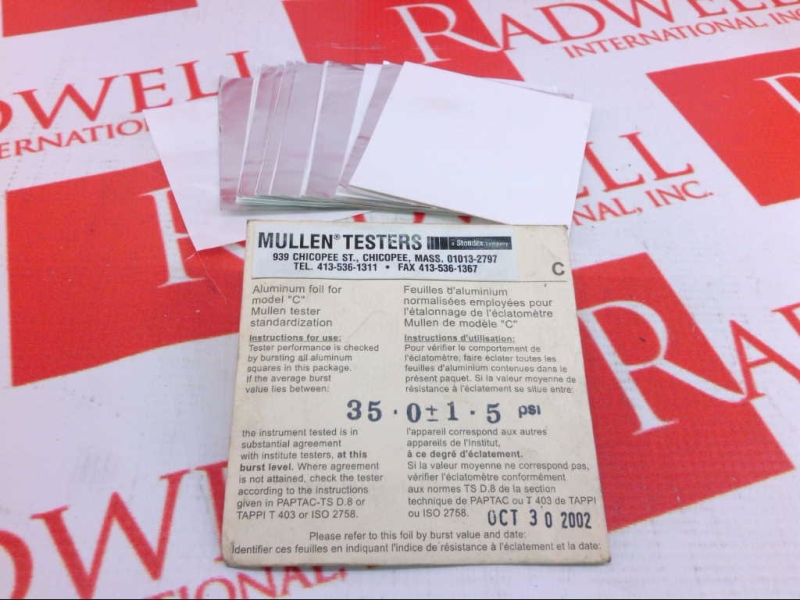 RADWELL
INTERNATIONAL, INC.
RADWELL
INTERNATIONAL, INC.
MULLEN® TESTERS a Standex company
939 CHICOPEE ST., CHICOPEE, MASS. 01013-2797
TEL. 413-536-1311 • FAX 413-536-1367
C
Aluminum foil for
model "C"
Mullen tester
standardization
Instructions for use:
Tester performance is checked
by bursting all aluminum
squares in this package.
If the average burst
value lies between:
Feuilles d'aluminium
normalisées employées pour
l'étalonnage de l'éclatomètre
Mullen de modèle "C"
Instructions d'utilisation:
Pour vérifier le comportement de
l'éclatomètre, faire eclater toutes les
feuilles d'aluminium contenues dans le
présent paquet. Si la valeur moyenne de
résistance à l'éclatement se situe entre:
35.0±1.5 psi
the instrument tested is in
substantial agreement
with institute testers, at this
burst level. Where agreement
is not attained, check the tester
according to the instructions
given in PAPTAC-TS D.8 or
TAPPI T 403 or ISO 2758.
l'appareil correspond aux autres
appareils de l'Institut,
à ce degré d'éclatement.
Si la valeur moyenne ne correspond pas,
vérifier l'éclatomètre conformément
aux normes TS D.8 de la section
technique de PAPTAC ou T 403 de TAPPI
ou ISO 2758.
OCT 30 2002
Please refer to this foil by burst value and date:
Identifier ces feuilles en indiquant l'indice de résistance à l'éclatement et la date: